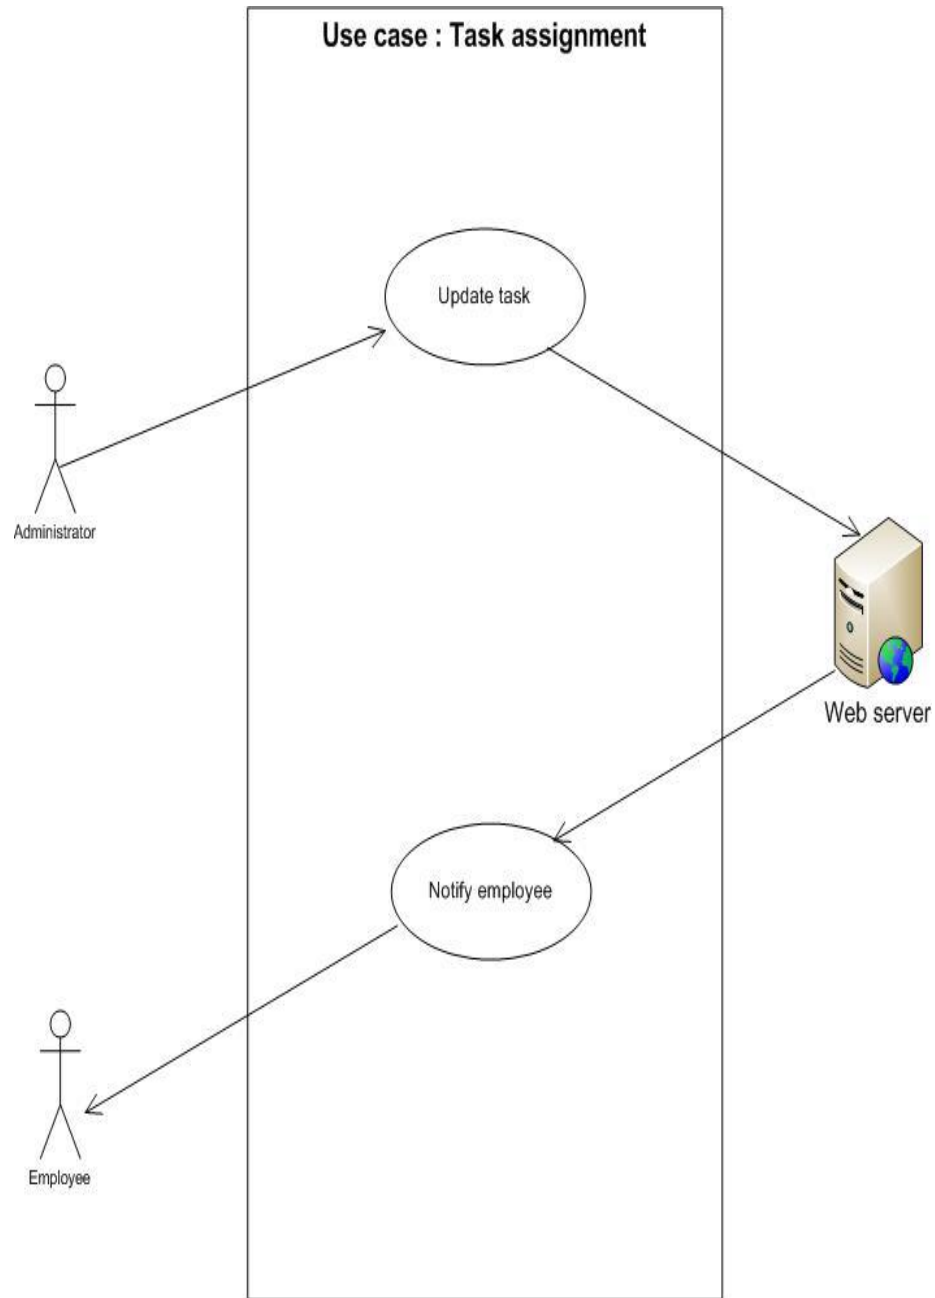 Use case : Task assignment
Update task
Administrator
Web server
Notify employee
Employee